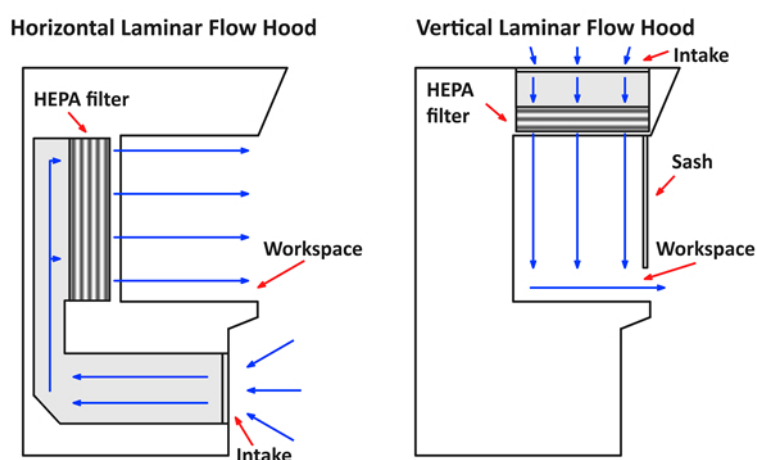 Horizontal Laminar Flow Hood
HEPA filter
Workspace
Intake
Vertical Laminar Flow Hood
Intake
HEPA
filter
Sash
Workspace